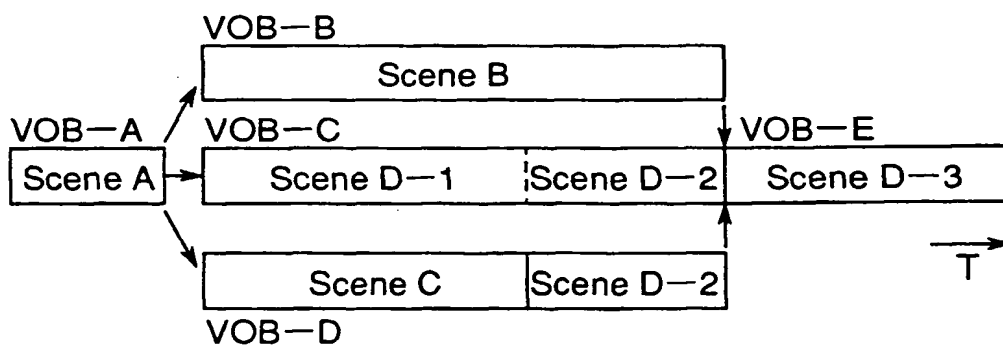 VOB—B
Scene B
VOB—A
VOB—C
VOB—E
Scene A
Scene D—1
Scene D—2
Scene D—3
T
Scene C
Scene D—2
VOB—D